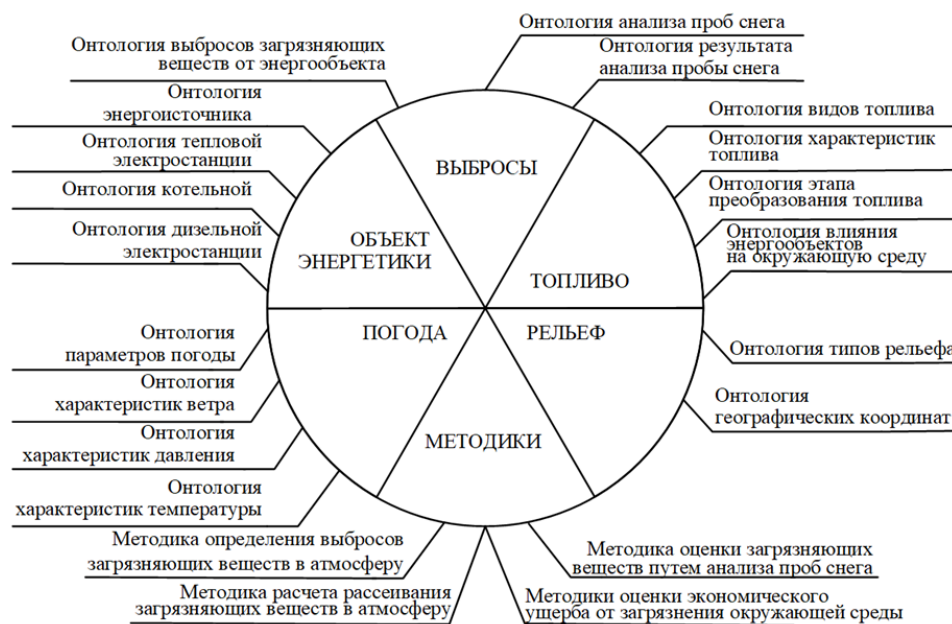 Онтология анализа проб снега
Онтология результата
анализа пробы снега
Онтология выбросов загрязняющих
веществ от энергообъекта
Онтология
энергоисточника
Онтология тепловой
электростанции
Онтология котельной
Онтология дизельной
электростанции
Онтология видов топлива
Онтология характеристик
топлива
Онтология этапа
преобразования топлива
Онтология влияния
энергообъектов
на окружающую среду
ВЫБРОСЫ
ОБЪЕКТ
ЭНЕРГЕТИКИ
ТОПЛИВО
ПОГОДА
РЕЛЬЕФ
МЕТОДИКИ
Онтология
параметров погоды
Онтология
характеристик ветра
Онтология
характеристик давления
Онтология
характеристик температуры
Онтология типов рельефа
Онтология
географических координат
Методика определения выбросов
загрязняющих веществ в атмосферу
Методика расчета рассеивания
загрязняющих веществ в атмосферу
Методика оценки загрязняющих
веществ путем анализа проб снега
Методики оценки экономического
ущерба от загрязнения окружающей среды